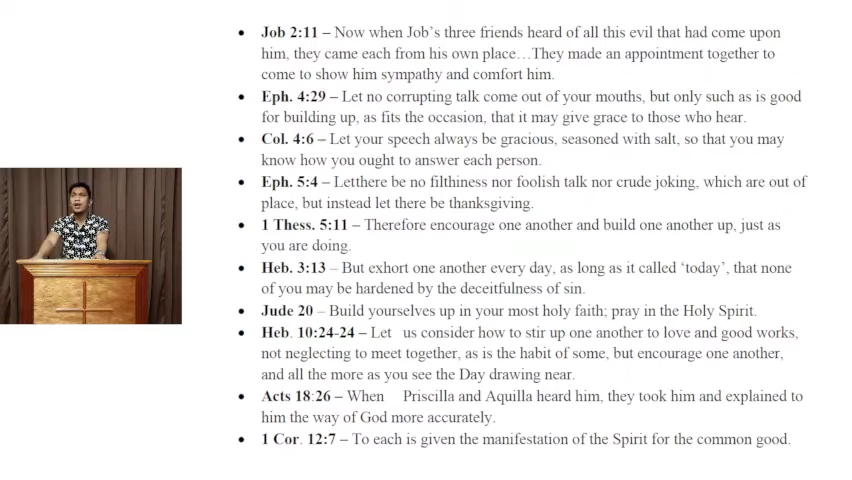 • Job 2:11 – Now when Job’s three friends heard of all this evil that had come upon
him, they came each from his own place…They made an appointment together to
come to show him sympathy and comfort him.
• Eph. 4:29 – Let no corrupting talk come out of your mouths, but only such as is good
for building up, as fits the occasion, that it may give grace to those who hear.
• Col. 4:6 – Let your speech always be gracious, seasoned with salt, so that you may
know how you ought to answer each person.
• Eph. 5:4 – Letthere be no filthiness nor foolish talk nor crude joking, which are out of
place, but instead let there be thanksgiving.
• 1 Thess. 5:11 – Therefore encourage one another and build one another up, just as
you are doing.
• Heb. 3:13 – But exhort one another every day, as long as it called ‘today’, that none
of you may be hardened by the deceitfulness of sin.
• Jude 20 – Build yourselves up in your most holy faith; pray in the Holy Spirit.
• Heb. 10:24-24 – Let us consider how to stir up one another to love and good works,
not neglecting to meet together, as is the habit of some, but encourage one another,
and all the more as you see the Day drawing near.
• Acts 18:26 – When Priscilla and Aquilla heard him, they took him and explained to
him the way of God more accurately.
• 1 Cor. 12:7 – To each is given the manifestation of the Spirit for the common good.